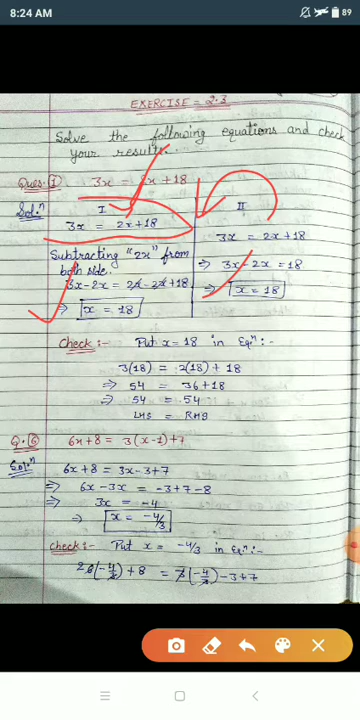 8:24 AM
89
EXERCISE = 2.3
Solve the following equations and check
your results.
Ques. ① 3x = 2x + 18
Sol.ⁿ
I
3x = 2x + 18
Subtracting "2x" from
both side.
3x - 2x = 2x - 2x + 18
⇒ x = 18
II
3x = 2x + 18
⇒ 3x - 2x = 18
⇒ x = 18
Check :- Put x = 18 in Eqⁿ :-
3(18) = 2(18) + 18
⇒ 54 = 36 + 18
⇒ 54 = 54
LHS = RHS
Q. ⑥ 6x + 8 = 3(x - 1) + 7
Sol:ⁿ
6x + 8 = 3x - 3 + 7
⇒ 6x - 3x = -3 + 7 - 8
⇒ 3x = -4
⇒ x = -4/3
check :- Put x = -4/3 in Eqⁿ :-